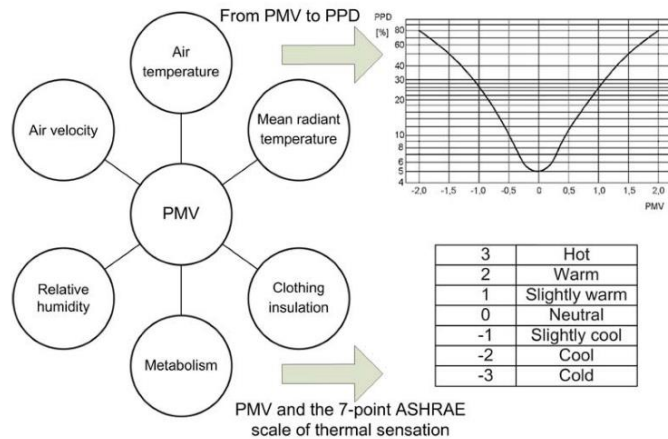 From PMV to PPD
Air
temperature
Mean radiant
temperature
Air velocity
PMV
Relative
humidity
Clothing
insulation
Metabolism
PMV and the 7-point ASHRAE
scale of thermal sensation
PPD
[%]
80
60
40
30
20
10
8
6
5
4
-2,0 -1,5 -1,0 -0,5 0 0,5 1,0 1,5 2,0
PMV
3 Hot
2 Warm
1 Slightly warm
0 Neutral
-1 Slightly cool
-2 Cool
-3 Cold